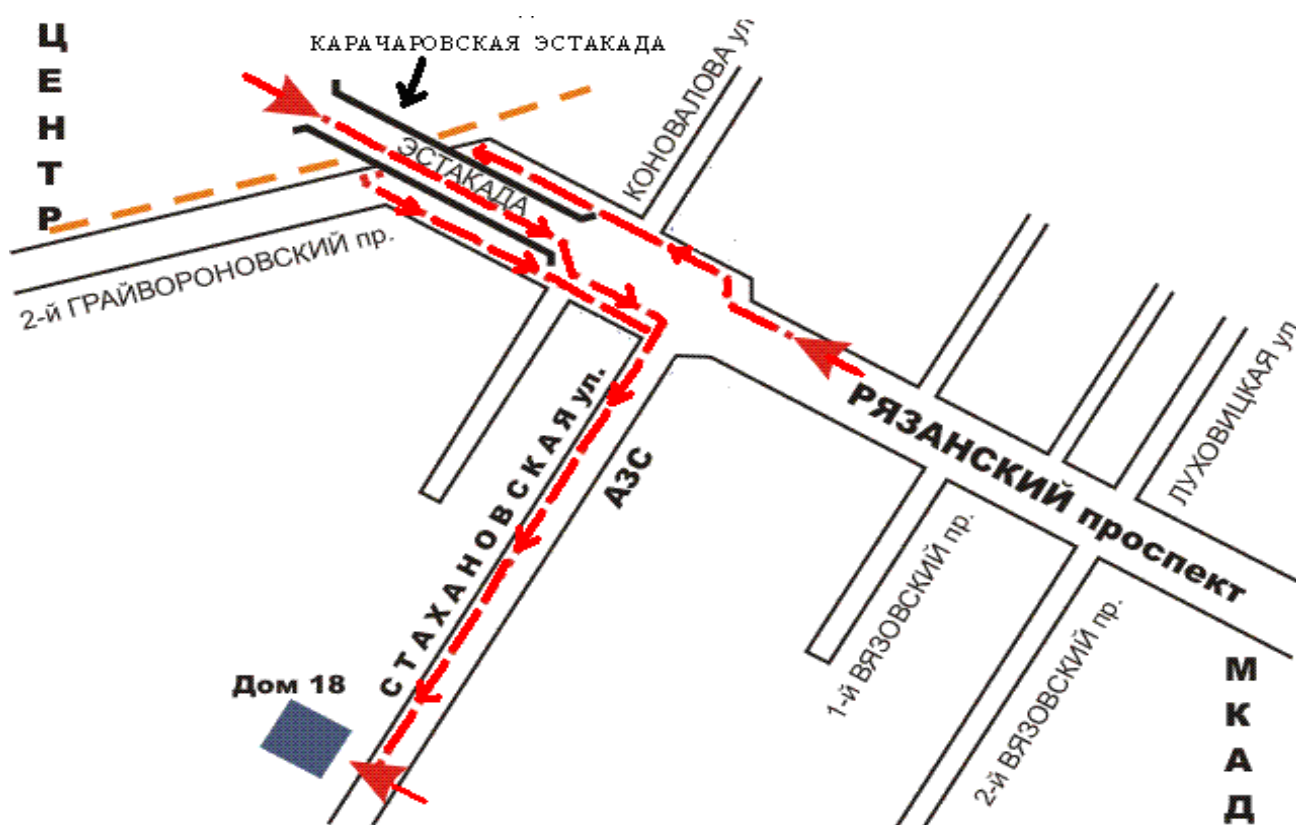 ЦЕНТР
КАРАЧАРОВСКАЯ ЭСТАКАДА
ЭСТАКАДА
КОНОВАЛОВА ул.
2-й ГРАЙВОРОНОВСКИЙ пр.
РЯЗАНСКИЙ проспект
ЛУХОВИЦКАЯ ул.
СТАХАНОВСКАЯ ул.
АЗС
1-й ВЯЗОВСКИЙ пр.
2-й ВЯЗОВСКИЙ пр.
Дом 18
МКАД